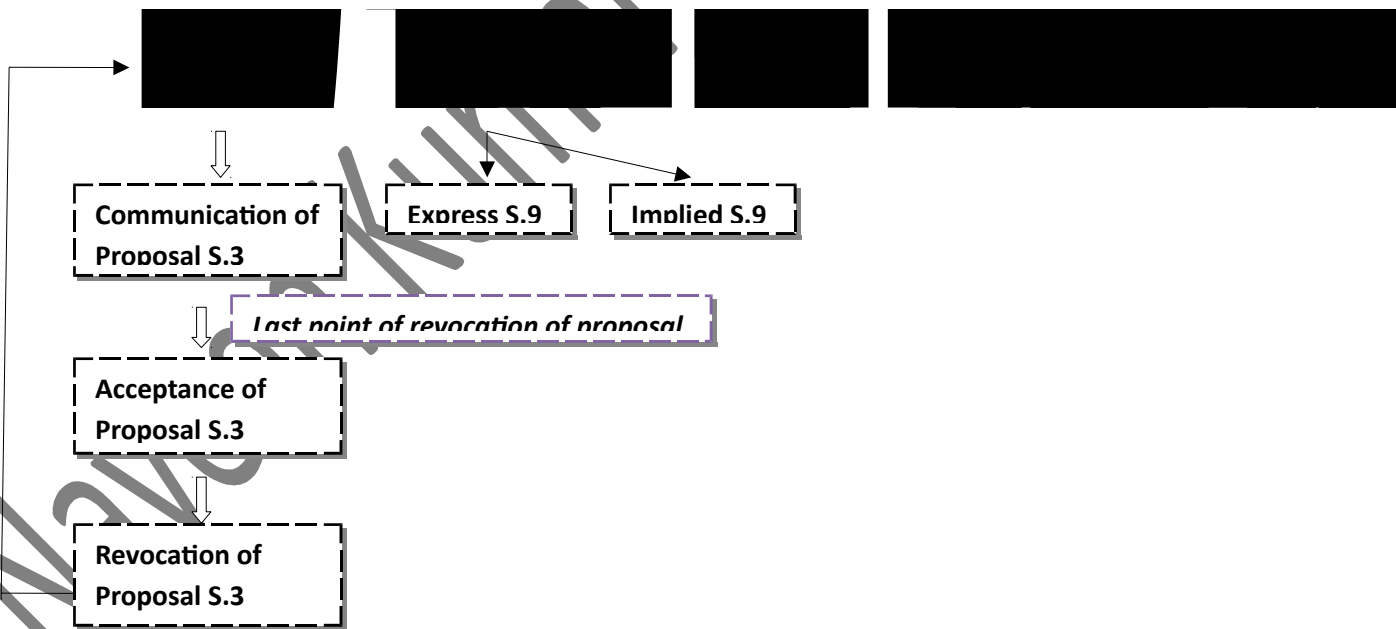 Communication of
Proposal S.3
Express S.9
Implied S.9
Last point of revocation of proposal
Acceptance of
Proposal S.3
Revocation of
Proposal S.3